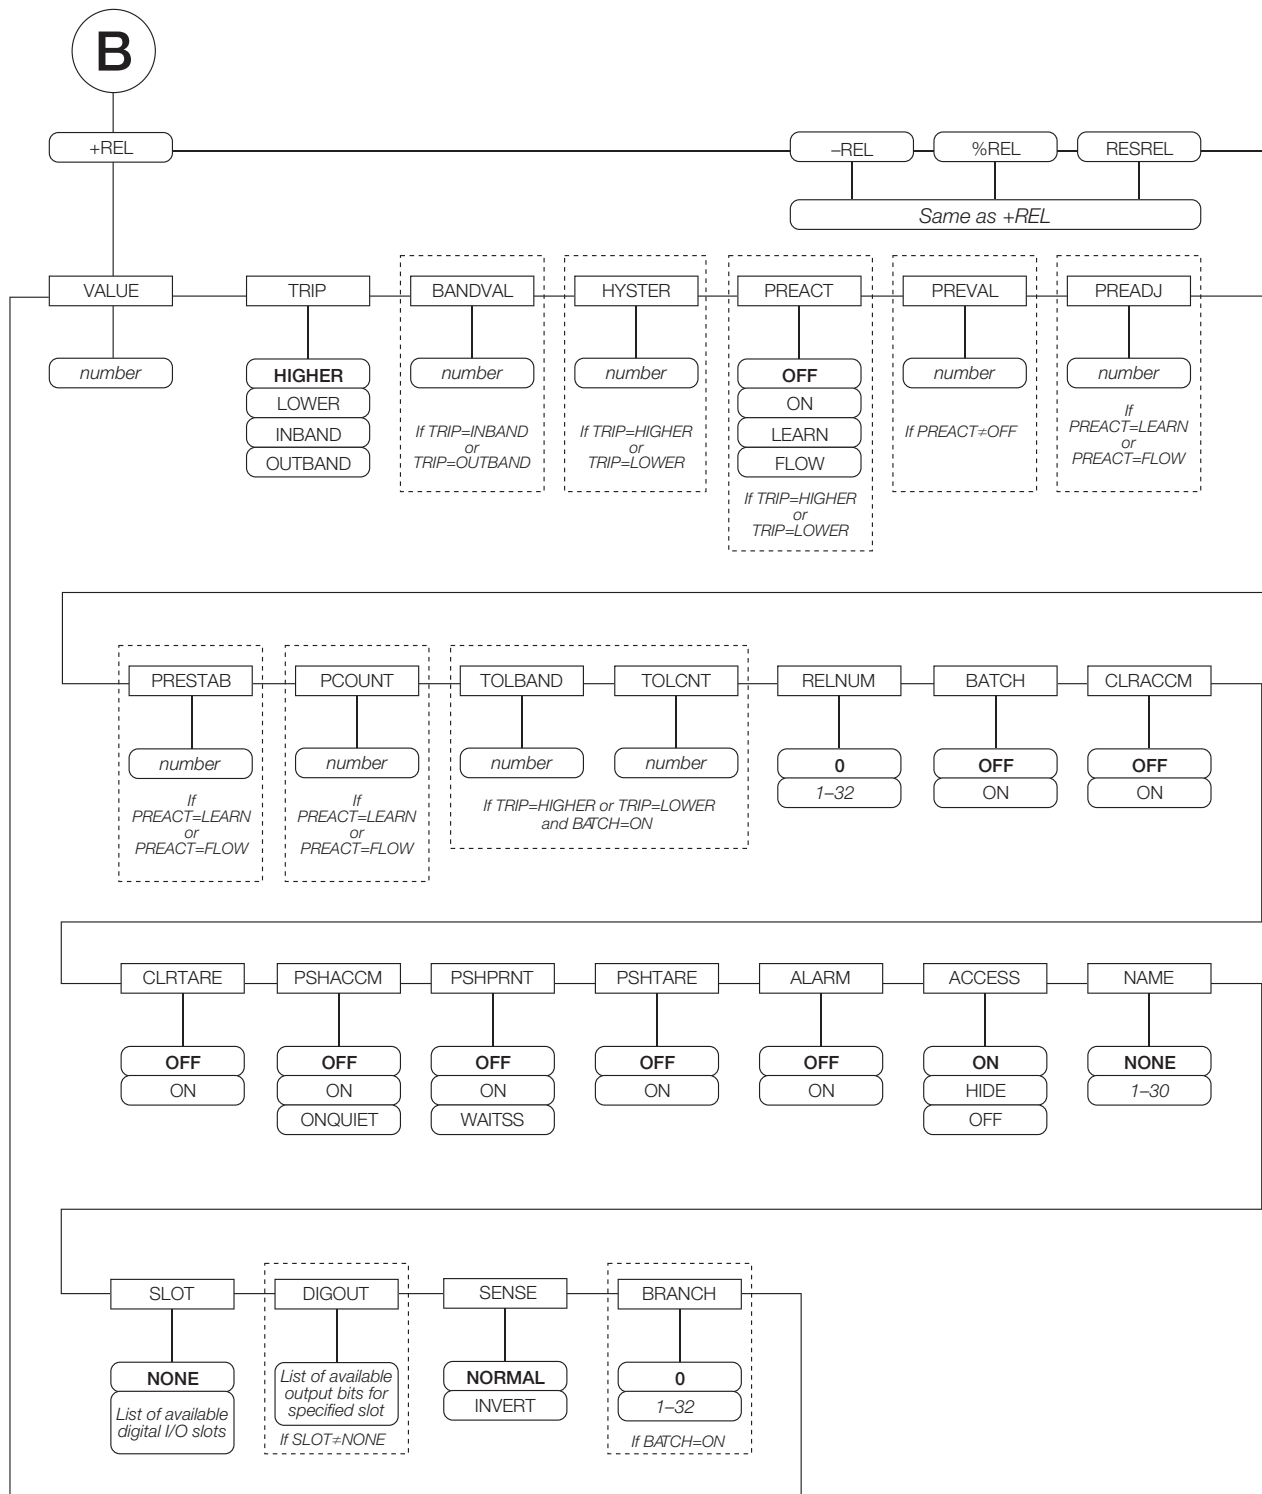 B
+REL
–REL
%REL
RESREL
Same as +REL
VALUE
TRIP
BANDVAL
HYSTER
PREACT
PREVAL
PREADJ
number
HIGHER
LOWER
INBAND
OUTBAND
number
If TRIP=INBAND
or
TRIP=OUTBAND
number
If TRIP=HIGHER
or
TRIP=LOWER
OFF
ON
LEARN
FLOW
If TRIP=HIGHER
or
TRIP=LOWER
number
If PREACT≠OFF
number
If
PREACT=LEARN
or
PREACT=FLOW
PRESTAB
PCOUNT
TOLBAND
TOLCNT
RELNUM
BATCH
CLRACCM
number
If
PREACT=LEARN
or
PREACT=FLOW
number
If
PREACT=LEARN
or
PREACT=FLOW
number
number
If TRIP=HIGHER or TRIP=LOWER
and BATCH=ON
0
1–32
OFF
ON
OFF
ON
CLRTARE
PSHACCM
PSHPRNT
PSHTARE
ALARM
ACCESS
NAME
OFF
ON
OFF
ON
ONQUIET
OFF
ON
WAITSS
OFF
ON
OFF
ON
ON
HIDE
OFF
NONE
1–30
SLOT
DIGOUT
SENSE
BRANCH
NONE
List of available
digital I/O slots
List of available
output bits for
specified slot
If SLOT≠NONE
NORMAL
INVERT
0
1–32
If BATCH=ON